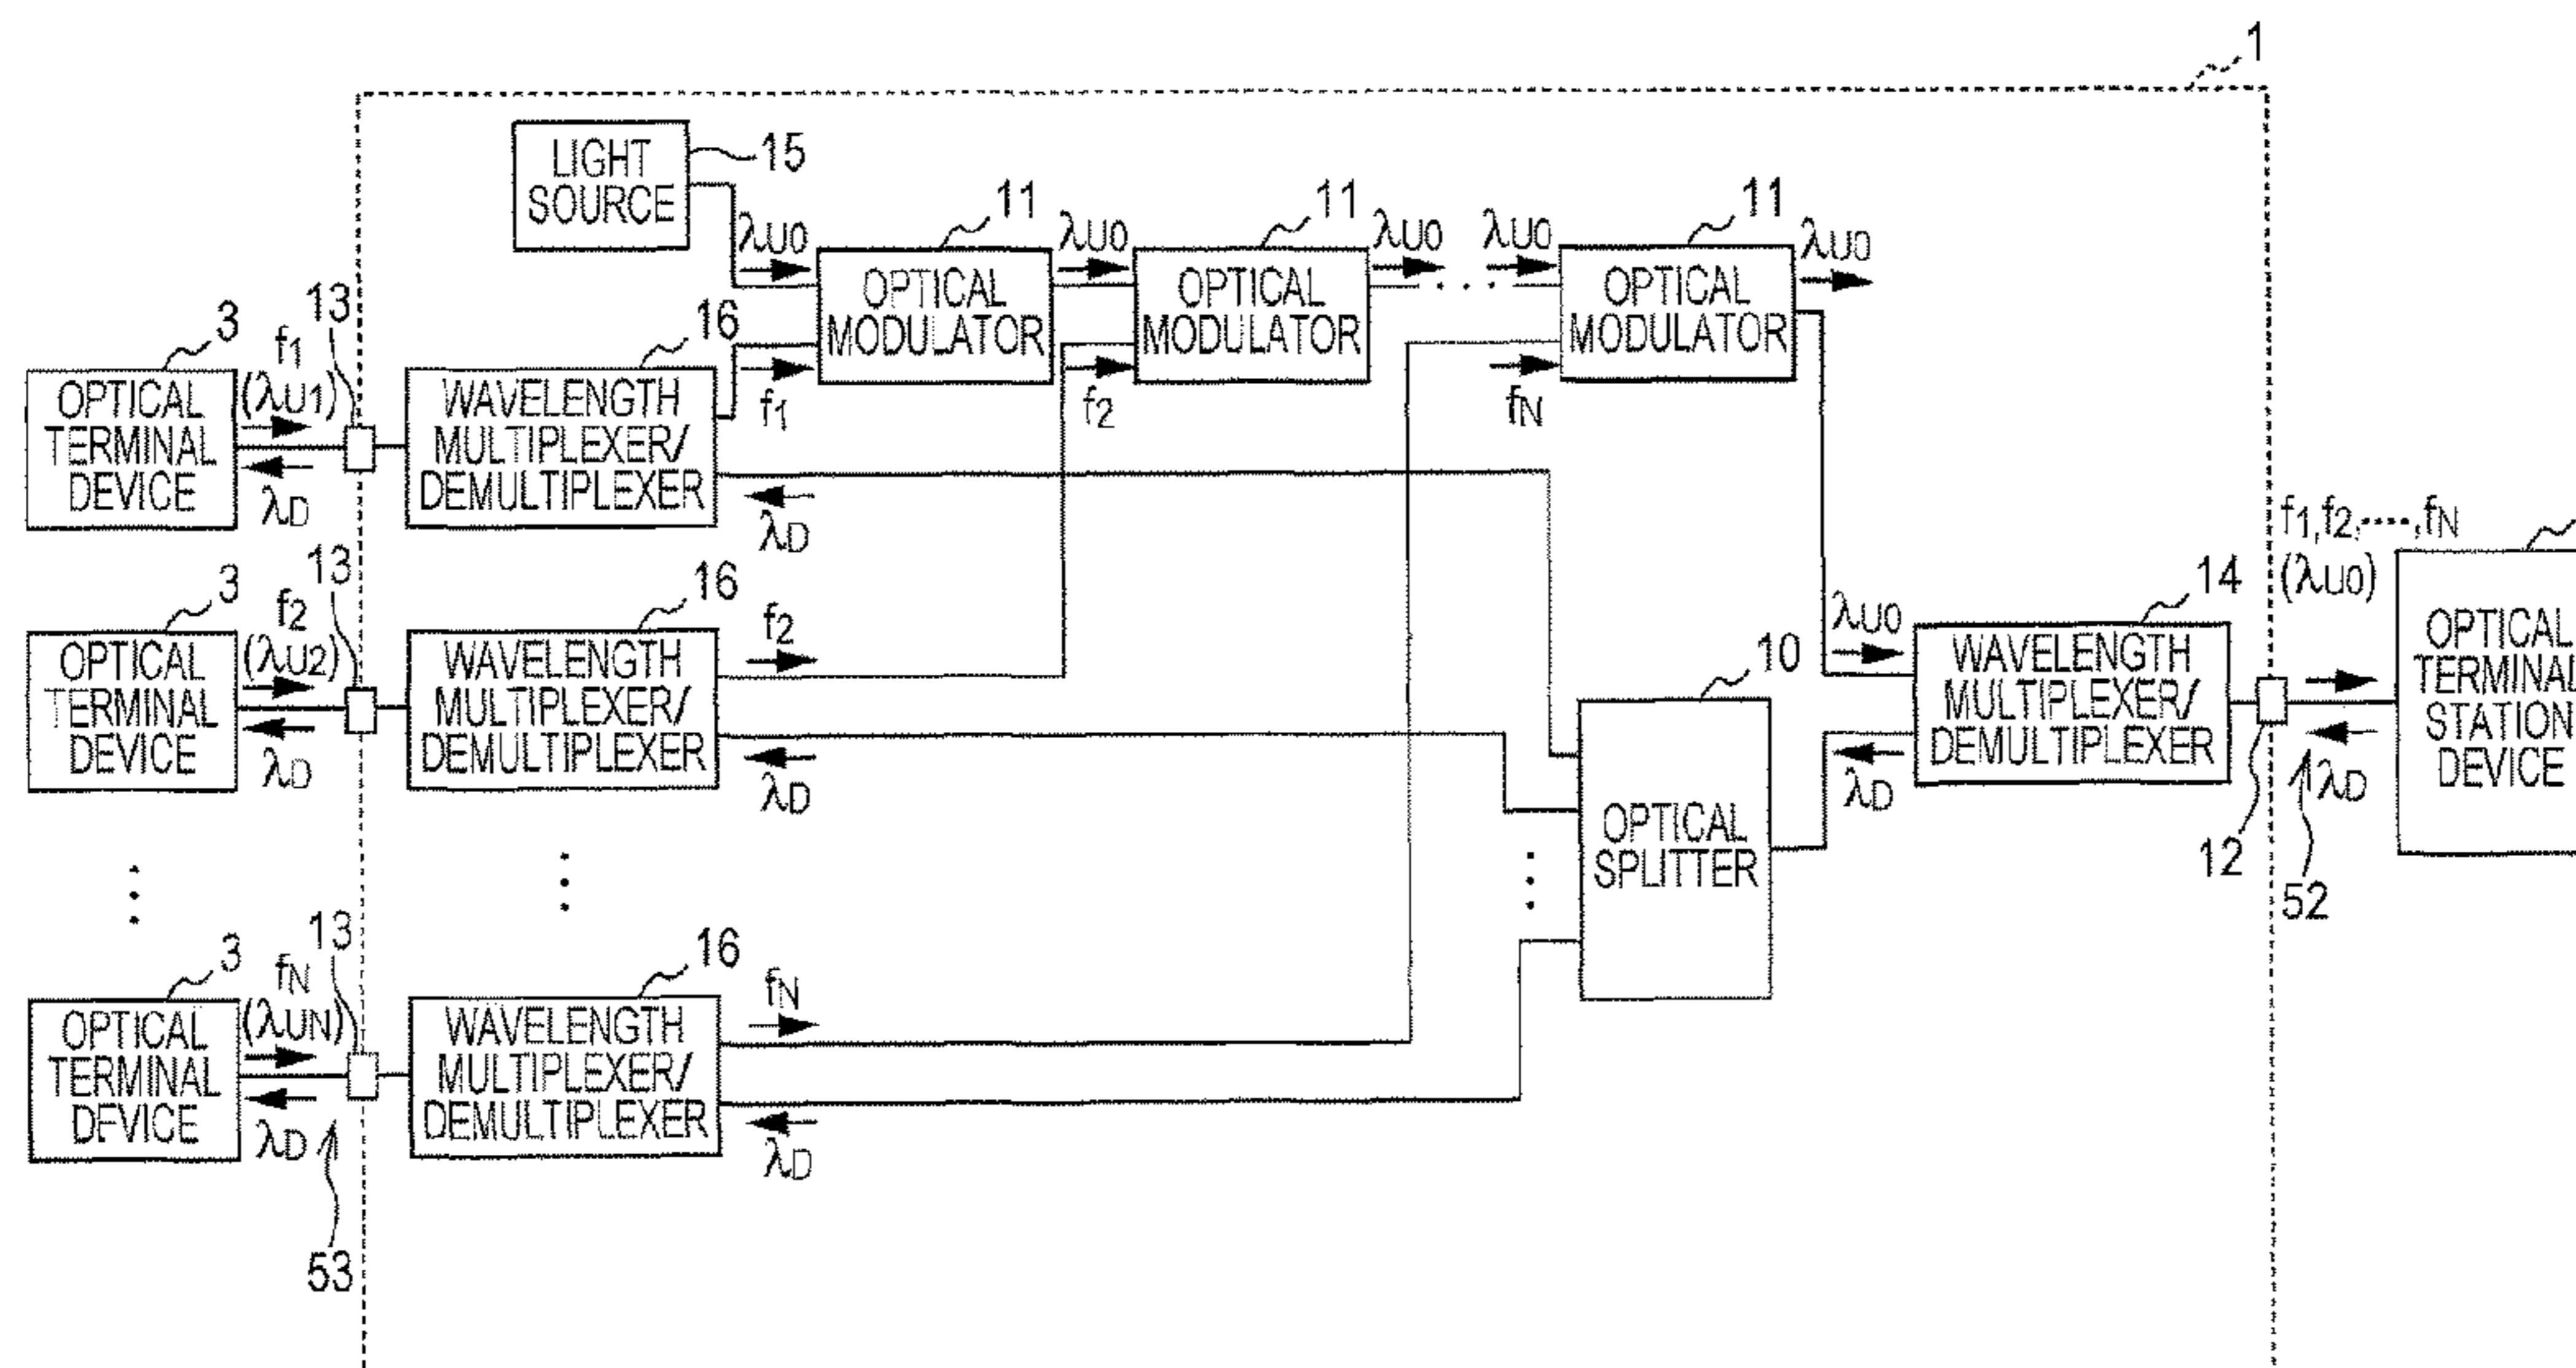 1
LIGHT
SOURCE
15
11
11
11
λU0
λU0
λU0
λU0
λU0
OPTICAL
MODULATOR
OPTICAL
MODULATOR
OPTICAL
MODULATOR
f1
f2
fN
3
f1
(λU1)
13
16
OPTICAL
TERMINAL
DEVICE
λD
WAVELENGTH
MULTIPLEXER/
DEMULTIPLEXER
λD
3
f2
(λU2)
13
16
OPTICAL
TERMINAL
DEVICE
λD
WAVELENGTH
MULTIPLEXER/
DEMULTIPLEXER
f2
λD
3
fN
(λUN)
13
16
OPTICAL
TERMINAL
DEVICE
λD
53
WAVELENGTH
MULTIPLEXER/
DEMULTIPLEXER
fN
λD
10
OPTICAL
SPLITTER
λU0
λD
14
WAVELENGTH
MULTIPLEXER/
DEMULTIPLEXER
12
f1,f2,····,fN
(λU0)
λD
52
OPTICAL
TERMINAL
STATION
DEVICE